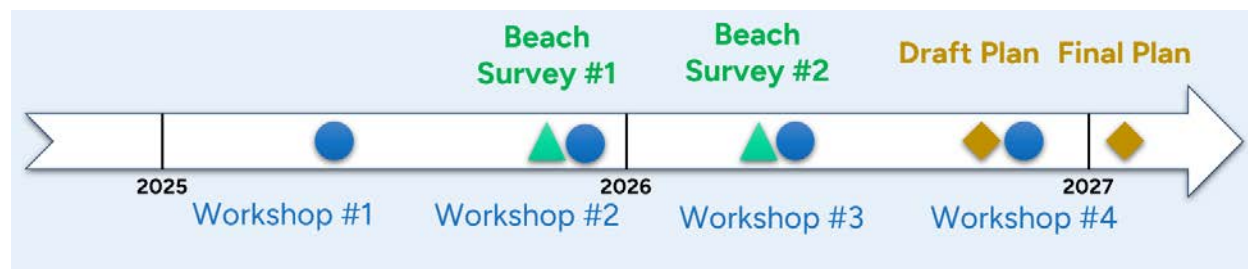 Beach
Survey #1
Beach
Survey #2
Draft Plan
Final Plan
2025
2026
2027
Workshop #1
Workshop #2
Workshop #3
Workshop #4